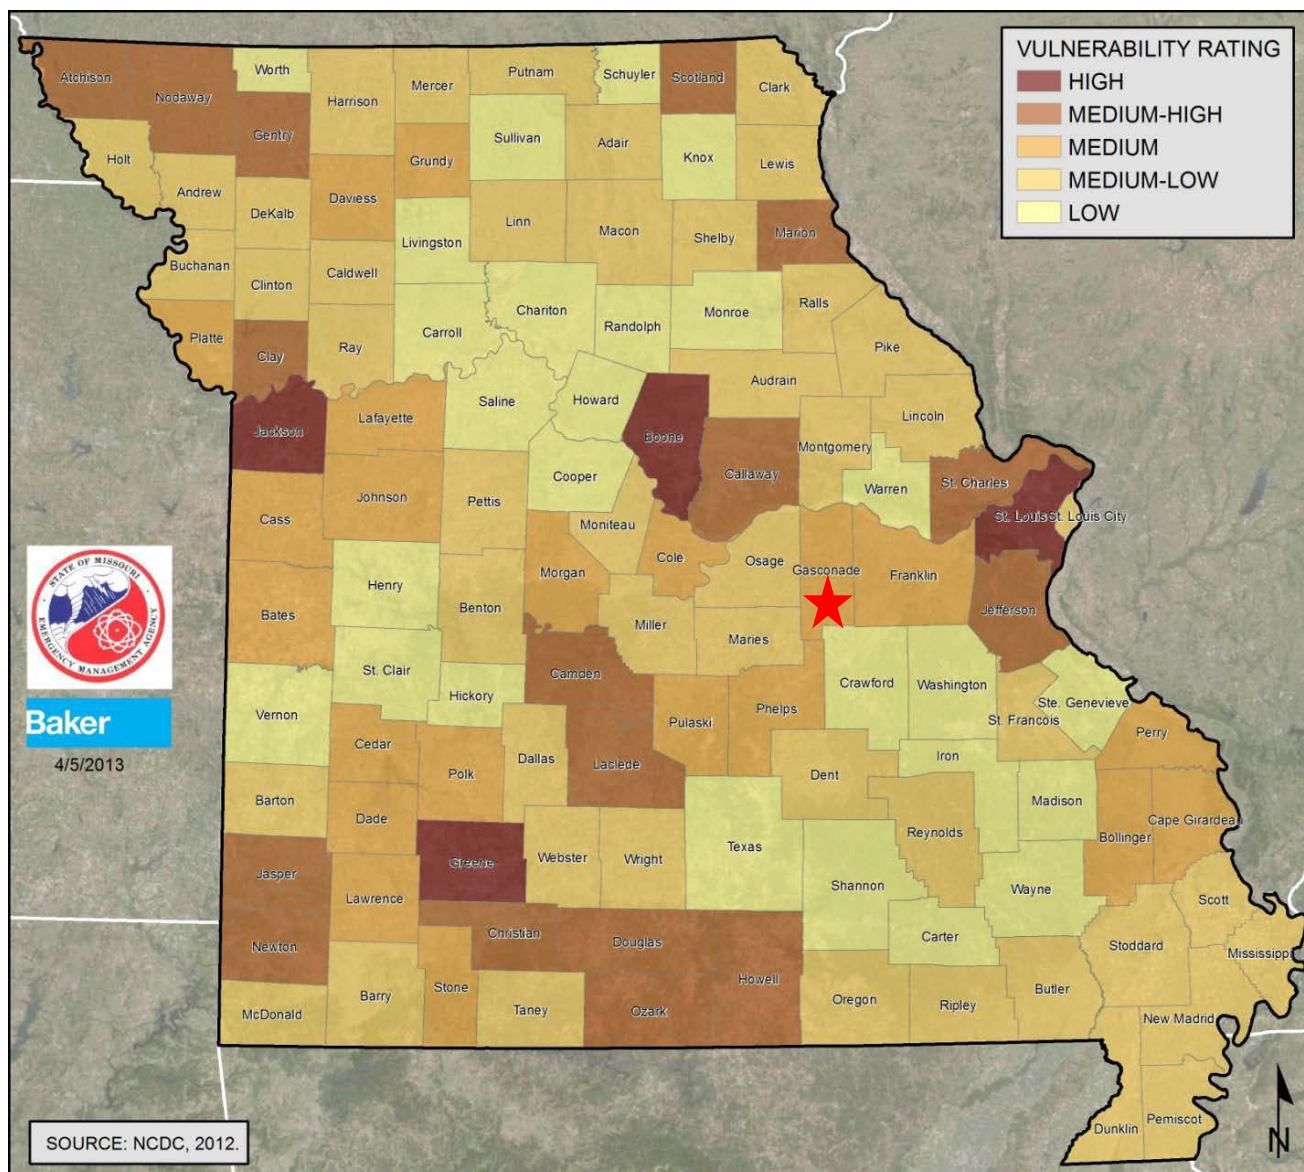 VULNERABILITY RATING
HIGH
MEDIUM-HIGH
MEDIUM
MEDIUM-LOW
LOW
Atchison
Nodaway
Worth
Gentry
Harrison
Mercer
Putnam
Schuyler
Scotland
Clark
Holt
Andrew
DeKalb
Daviess
Grundy
Sullivan
Adair
Knox
Lewis
Buchanan
Clinton
Caldwell
Livingston
Linn
Macon
Shelby
Marion
Platte
Clay
Ray
Carroll
Chariton
Randolph
Monroe
Ralls
Pike
Jackson
Lafayette
Saline
Howard
Boone
Audrain
Callaway
Montgomery
Lincoln
Warren
St. Charles
St. Louis
St. Louis City
Cass
Johnson
Pettis
Cooper
Moniteau
Cole
Osage
Gasconade
Franklin
Jefferson
Bates
Henry
Benton
Morgan
Miller
Maries
STATE OF MISSOURI
EMERGENCY MANAGEMENT AGENCY
Baker
4/5/2013
Vernon
St. Clair
Hickory
Camden
Pulaski
Phelps
Crawford
Washington
St. Francois
Ste. Genevieve
Perry
Barton
Cedar
Polk
Dallas
Laclede
Dent
Iron
Madison
Bollinger
Cape Girardeau
Dade
Greene
Webster
Wright
Texas
Shannon
Reynolds
Wayne
Jasper
Lawrence
Newton
Christian
Douglas
Howell
Carter
Stoddard
Scott
Mississippi
McDonald
Barry
Stone
Taney
Ozark
Oregon
Ripley
Butler
New Madrid
Dunklin
Pemiscot
SOURCE: NCDC, 2012.
N